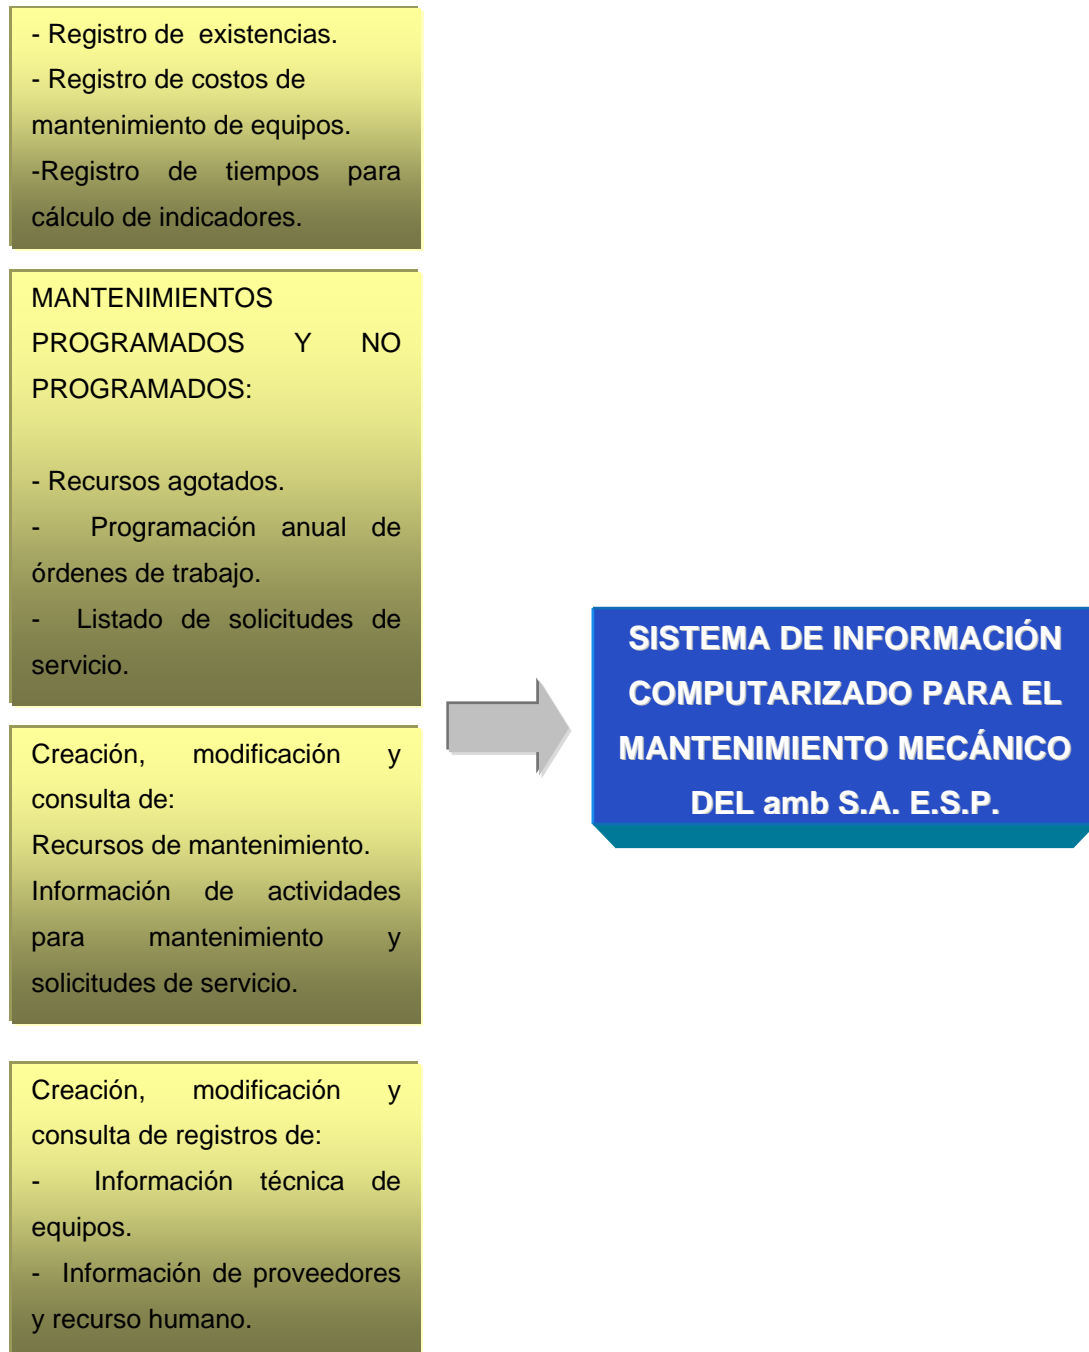 - Registro de existencias.
- Registro de costos de
mantenimiento de equipos.
-Registro de tiempos para
cálculo de indicadores.
MANTENIMIENTOS
PROGRAMADOS Y NO
PROGRAMADOS:
- Recursos agotados.
- Programación anual de
órdenes de trabajo.
- Listado de solicitudes de
servicio.
Creación, modificación y
consulta de:
Recursos de mantenimiento.
Información de actividades
para mantenimiento y
solicitudes de servicio.
Creación, modificación y
consulta de registros de:
- Información técnica de
equipos.
- Información de proveedores
y recurso humano.
SISTEMA DE INFORMACIÓN
COMPUTARIZADO PARA EL
MANTENIMIENTO MECÁNICO
DEL amb S.A. E.S.P.